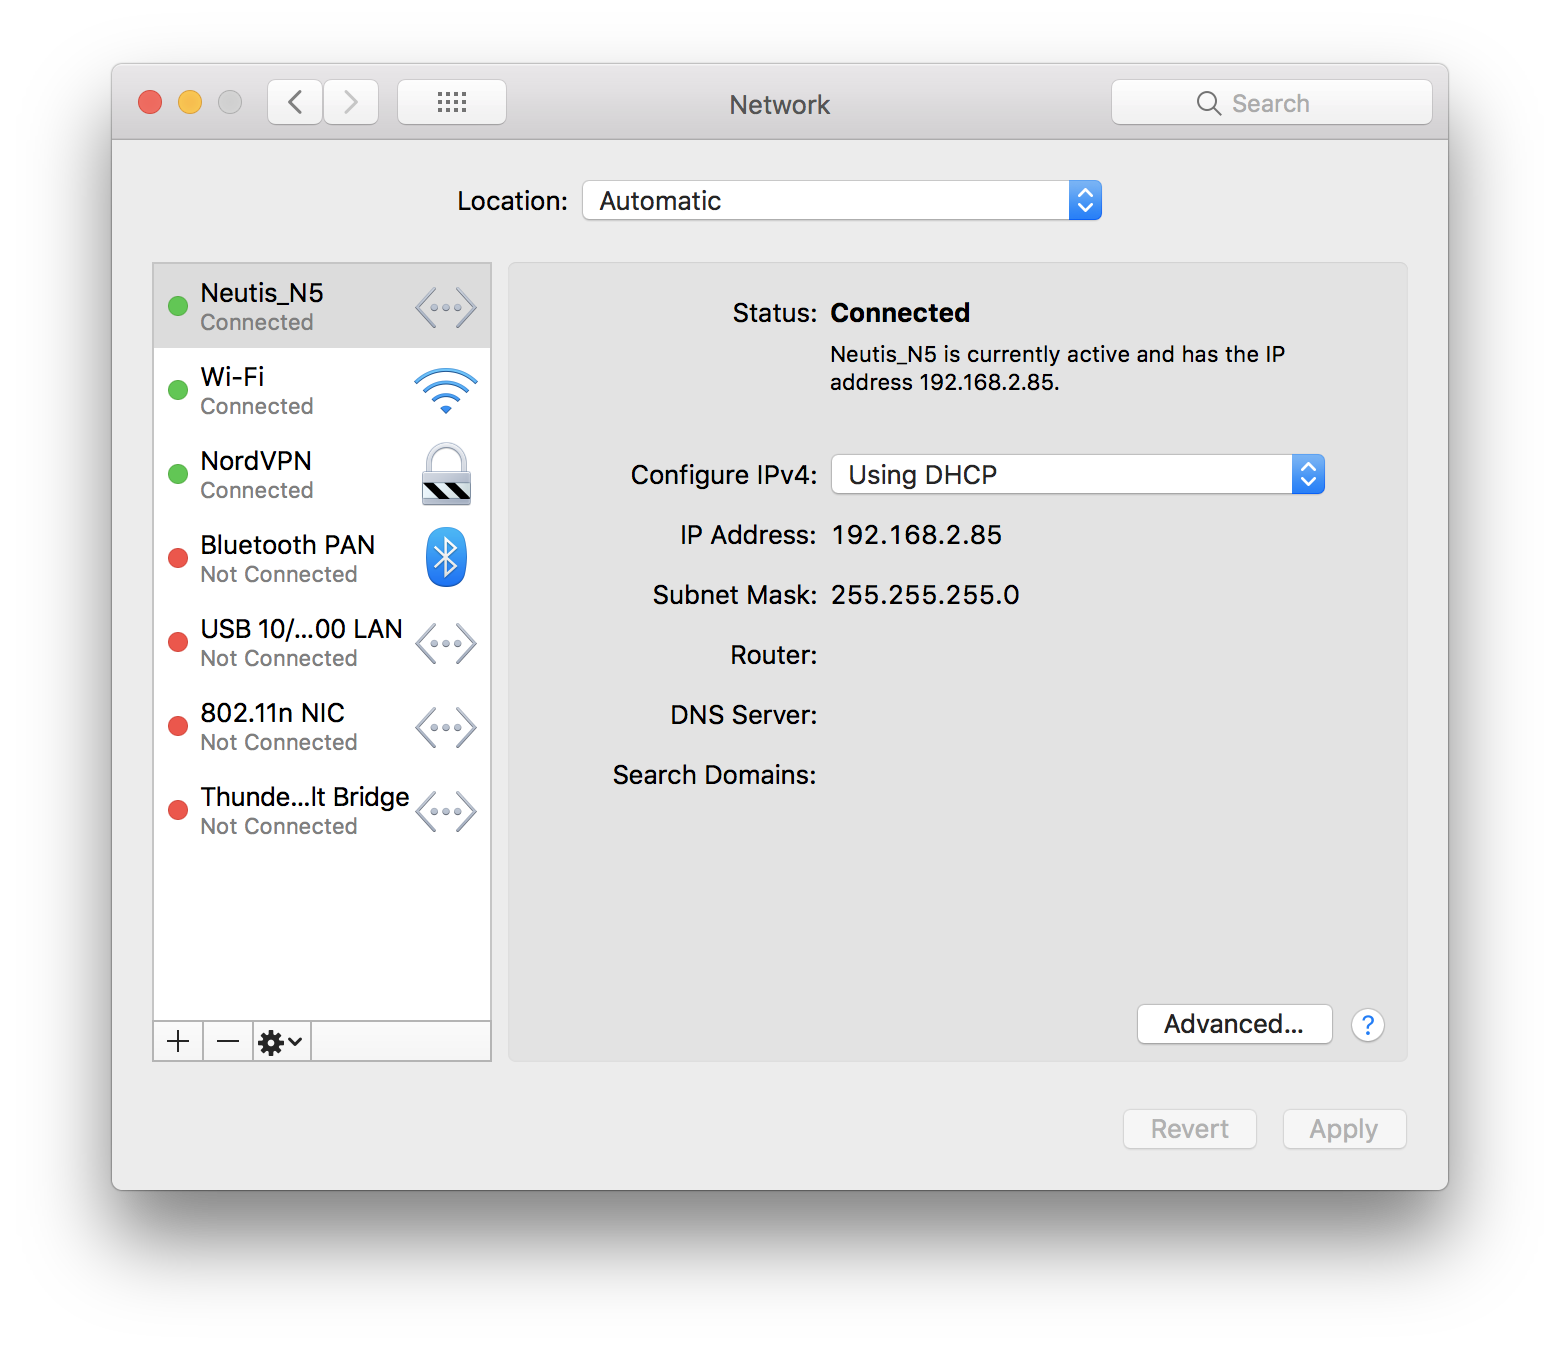 Network
Search
Location: Automatic
Neutis_N5
Connected
Wi-Fi
Connected
NordVPN
Connected
Bluetooth PAN
Not Connected
USB 10/...00 LAN
Not Connected
802.11n NIC
Not Connected
Thunde...lt Bridge
Not Connected
Status: Connected
Neutis_N5 is currently active and has the IP
address 192.168.2.85.
Configure IPv4: Using DHCP
IP Address: 192.168.2.85
Subnet Mask: 255.255.255.0
Router:
DNS Server:
Search Domains:
Advanced...
?
Revert
Apply